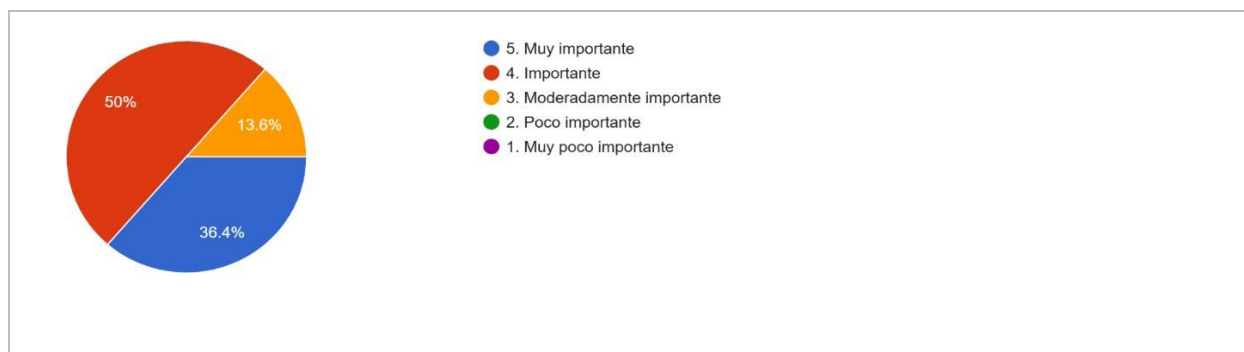 50%
13.6%
36.4%
5. Muy importante
4. Importante
3. Moderadamente importante
2. Poco importante
1. Muy poco importante